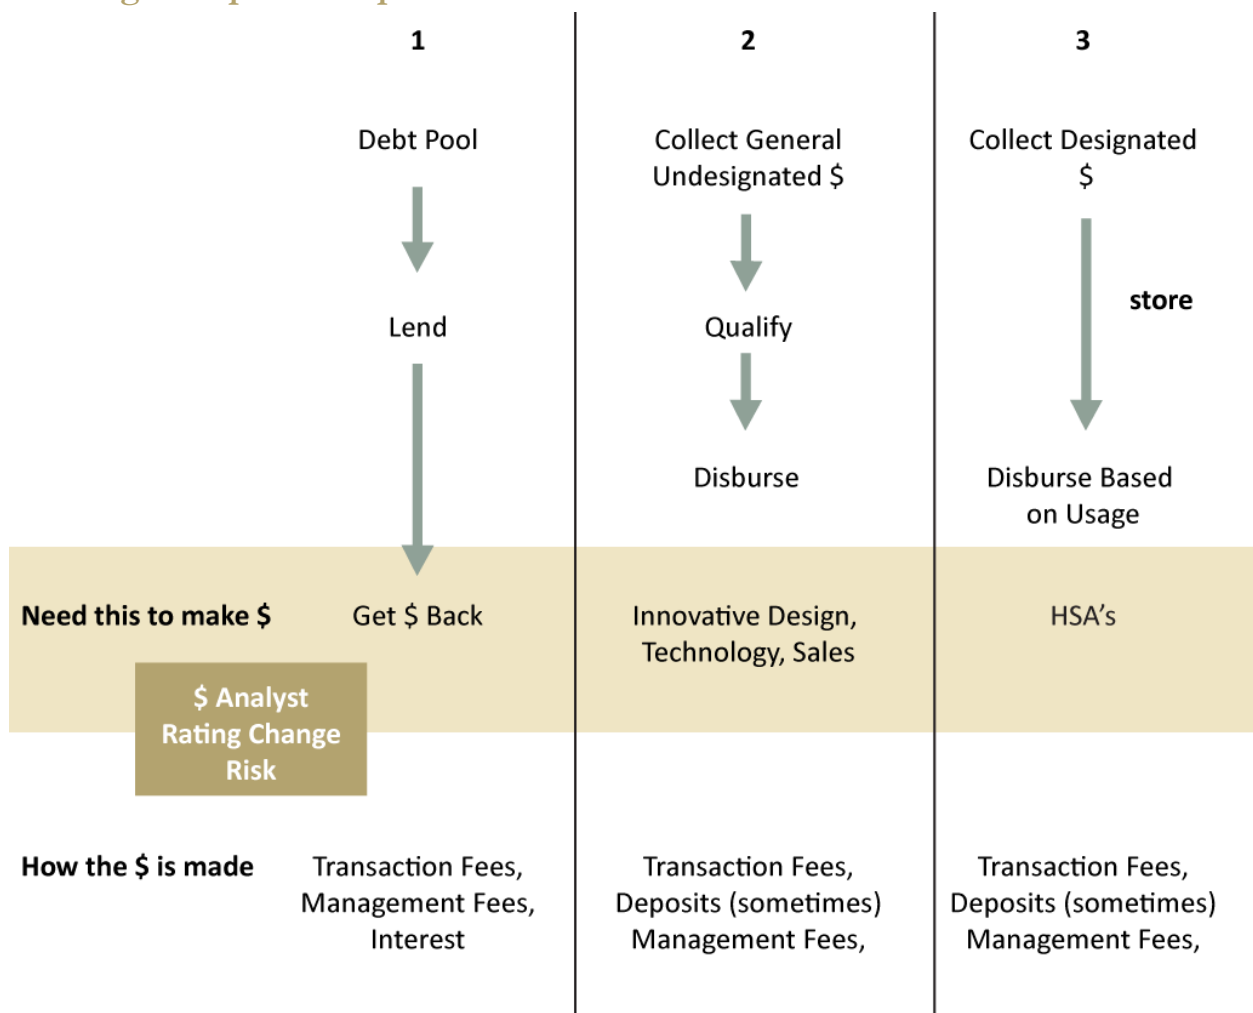 1
2
3
Debt Pool
Collect General
Undesignated $
Collect Designated
$
store
Lend
Qualify
Disburse
Disburse Based
on Usage
Need this to make $
Get $ Back
Innovative Design,
Technology, Sales
HSA's
$ Analyst
Rating Change
Risk
How the $ is made
Transaction Fees,
Management Fees,
Interest
Transaction Fees,
Deposits (sometimes)
Management Fees,
Transaction Fees,
Deposits (sometimes)
Management Fees,